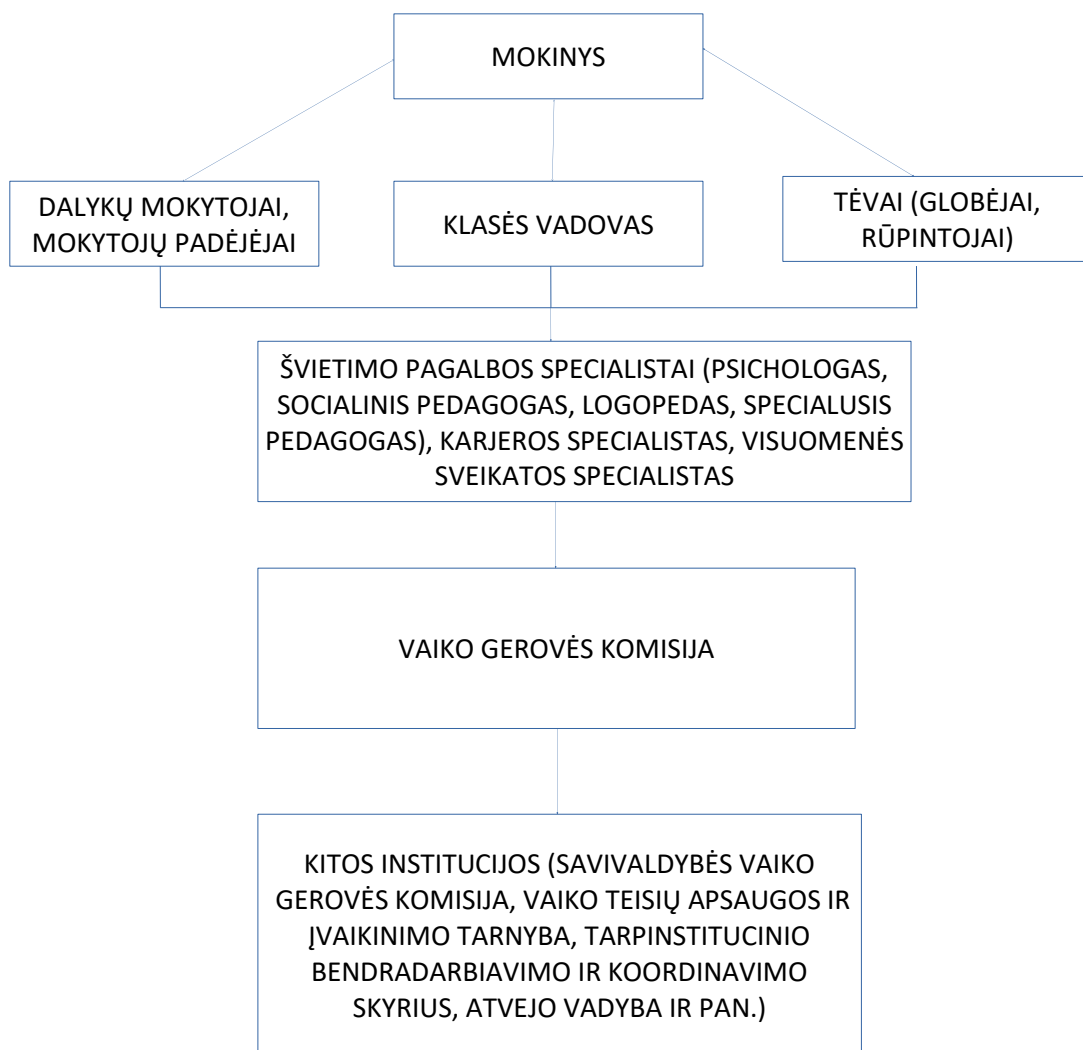 MOKINYS
DALYKŲ MOKYTOJAI,
MOKYTOJŲ PADĖJĖJAI
KLASĖS VADOVAS
TĖVAI (GLOBĖJAI,
RŪPINTOJAI)
ŠVIETIMO PAGALBOS SPECIALISTAI (PSICHOLOGAS,
SOCIALINIS PEDAGOGAS, LOGOPEDAS, SPECIALUSIS
PEDAGOGAS), KARJEROS SPECIALISTAS, VISUOMENĖS
SVEIKATOS SPECIALISTAS
VAIKO GEROVĖS KOMISIJA
KITOS INSTITUCIJOS (SAVIVALDYBĖS VAIKO
GEROVĖS KOMISIJA, VAIKO TEISIŲ APSAUGOS IR
ĮVAIKINIMO TARNYBA, TARPINSTITUCINIO
BENDRADARBIAVIMO IR KOORDINAVIMO
SKYRIUS, ATVEJO VADYBA IR PAN.)